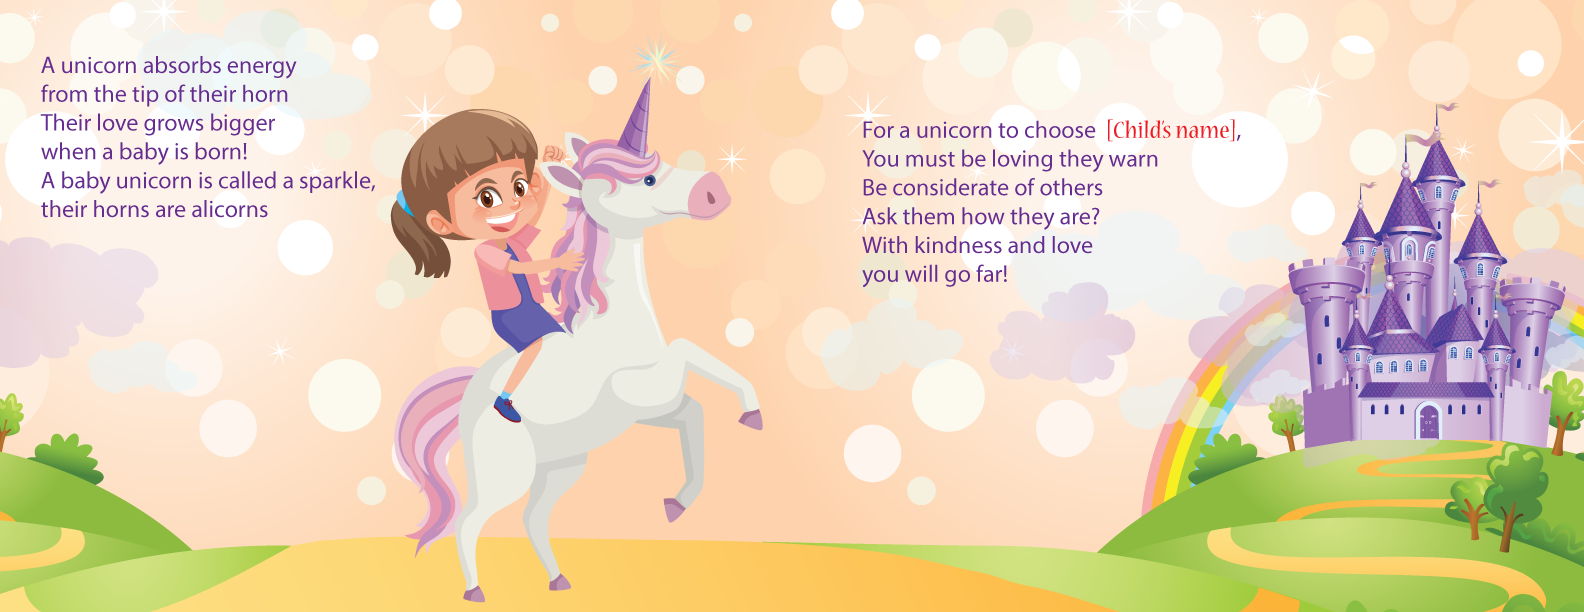 A unicorn absorbs energy
from the tip of their horn
Their love grows bigger
when a baby is born!
A baby unicorn is called a sparkle,
their horns are alicorns
For a unicorn to choose [Child's name],
You must be loving they warn
Be considerate of others
Ask them how they are?
With kindness and love
you will go far!